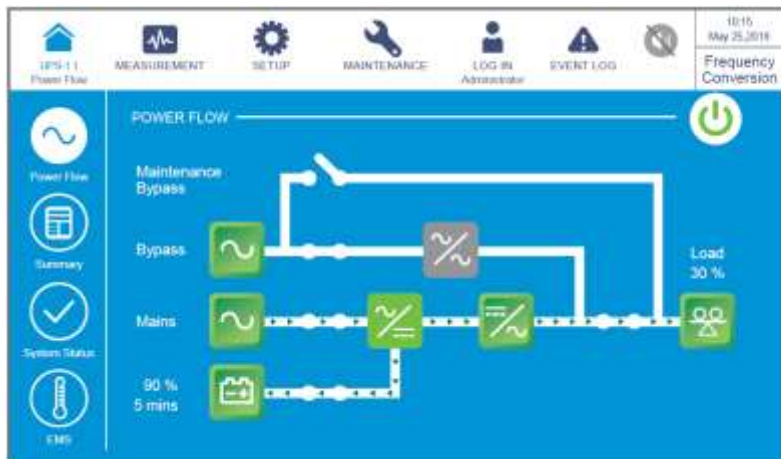 10:15
May 25,2016
UPS-1.1
Power Flow
MEASUREMENT
SETUP
MAINTENANCE
LOG IN
Administrator
EVENT LOG
Frequency
Conversion
POWER FLOW
Power Flow
Summary
System Status
EMS
Maintenance
Bypass
Bypass
Mains
90 %
5 mins
Load
30 %